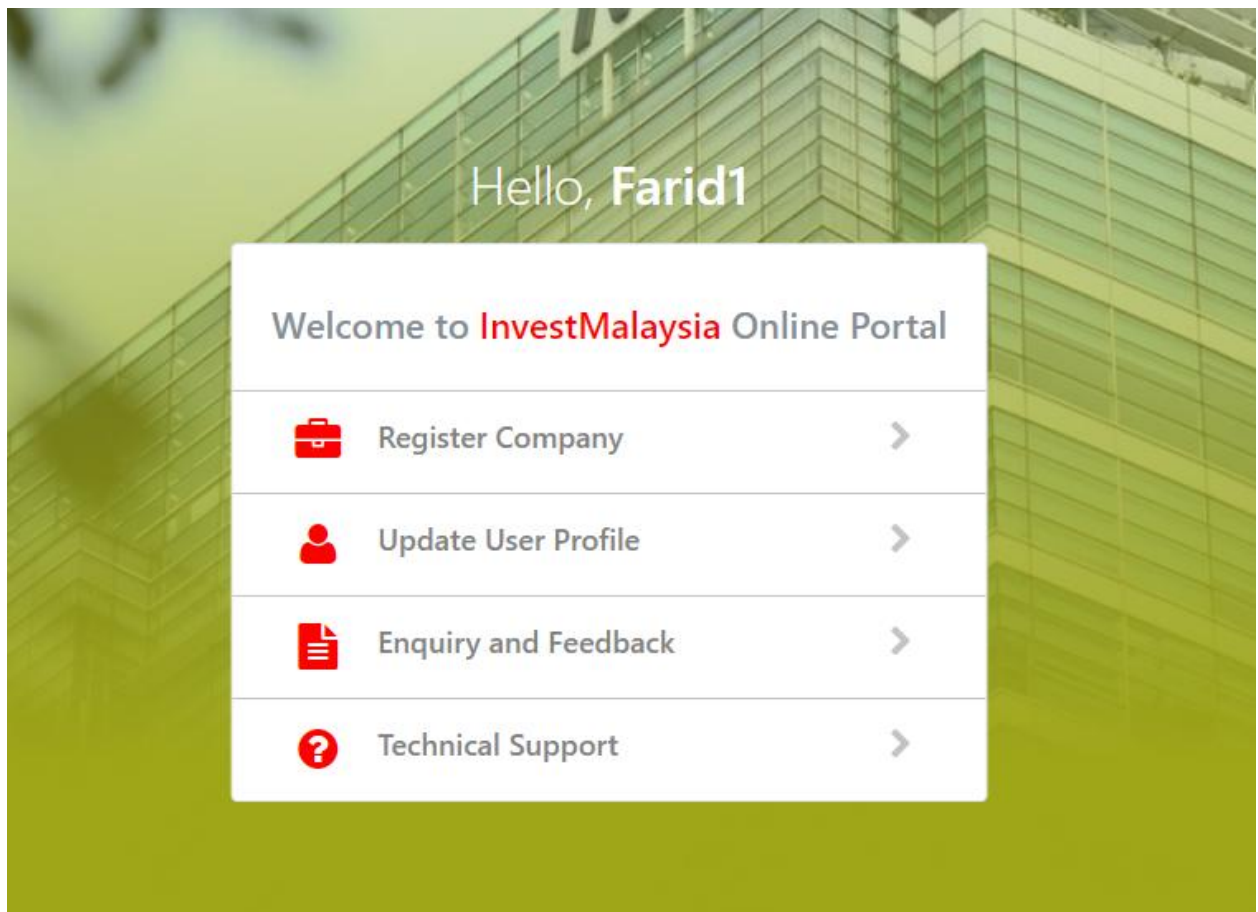 Hello, Farid1
Welcome to InvestMalaysia Online Portal
Register Company
Update User Profile
Enquiry and Feedback
Technical Support